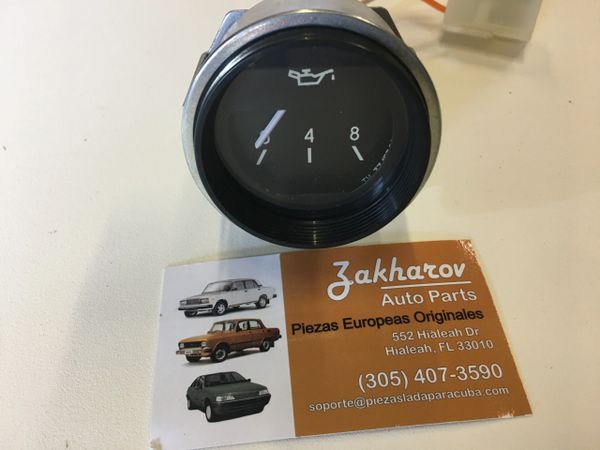 4 8
Zakharov
Auto Parts
Piezas Europeas Originales
552 Hialeah Dr
Hialeah, FL 33010
(305) 407-3590
soporte@piezasladaparacuba.com